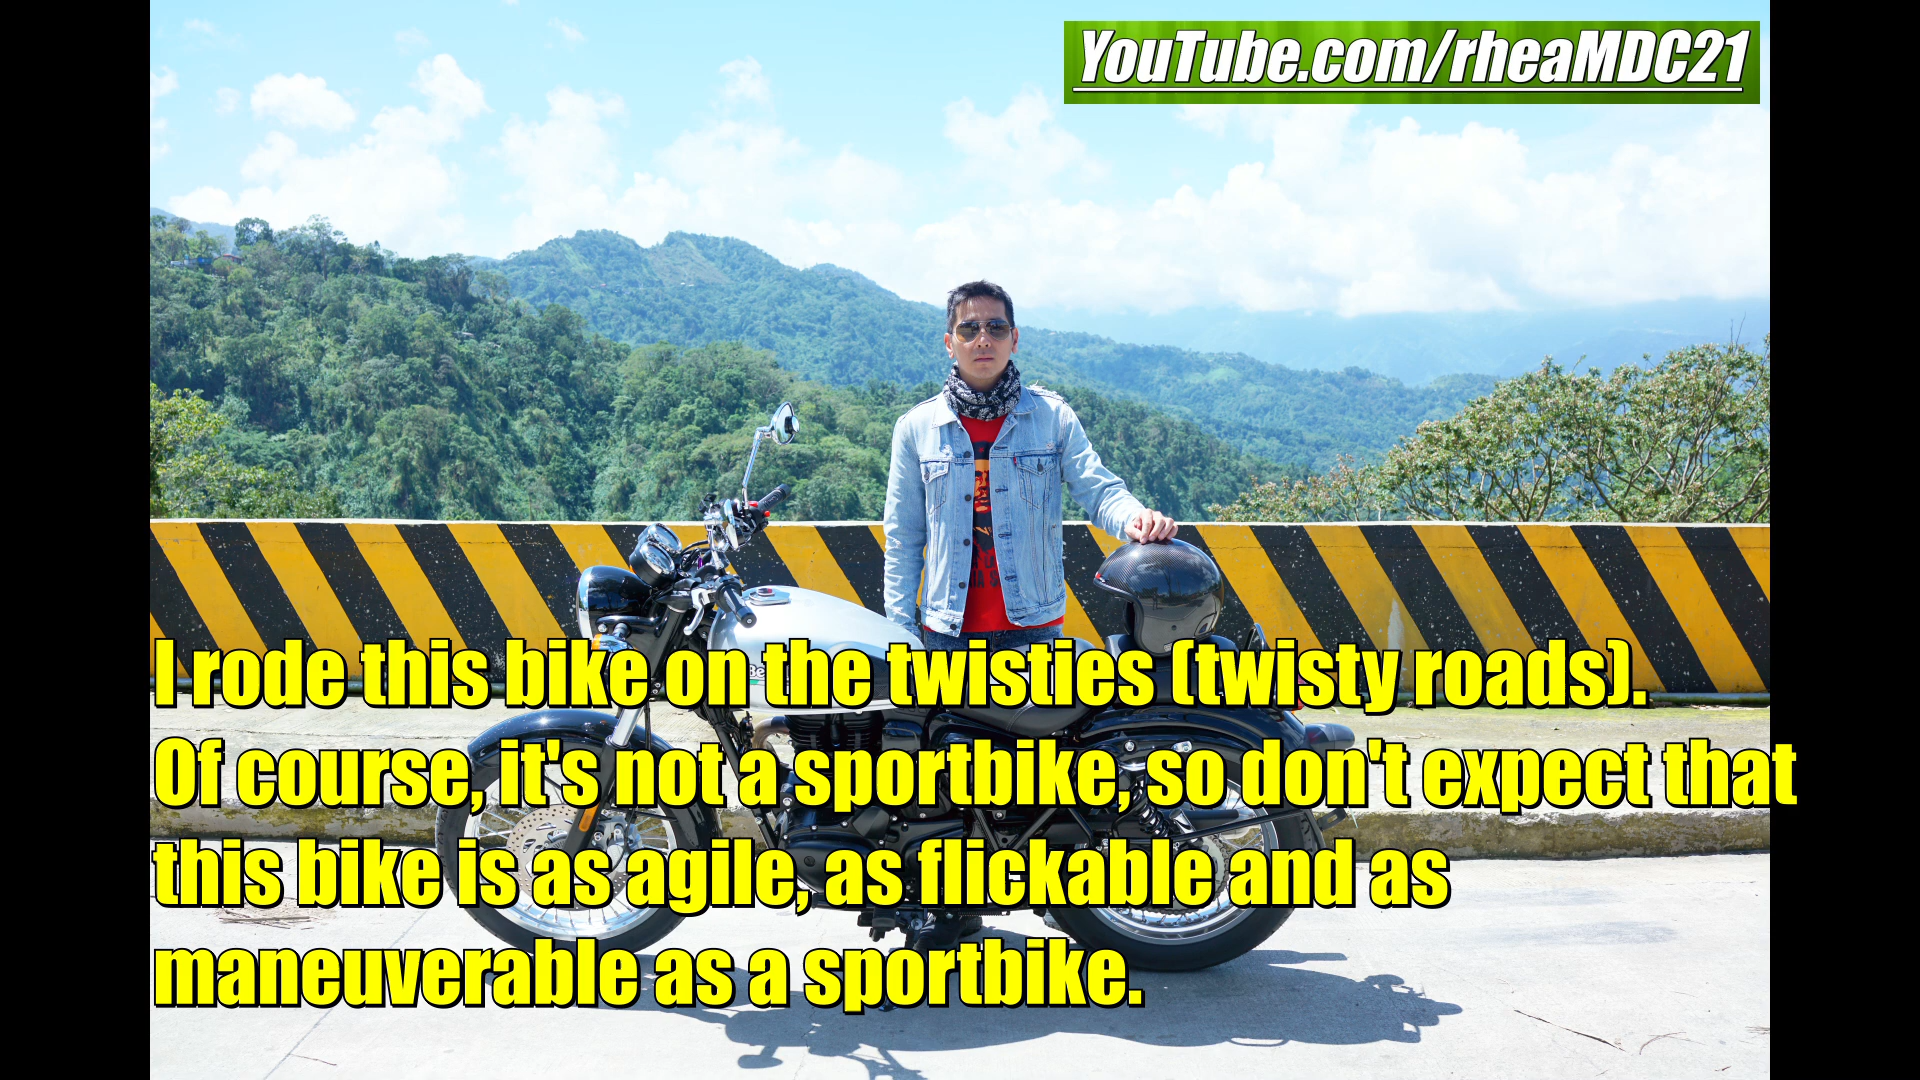 YouTube.com/rheaMDC21
I rode this bike on the twisties (twisty roads).
Of course, it's not a sportbike, so don't expect that
this bike is as agile, as flickable and as
maneuverable as a sportbike.